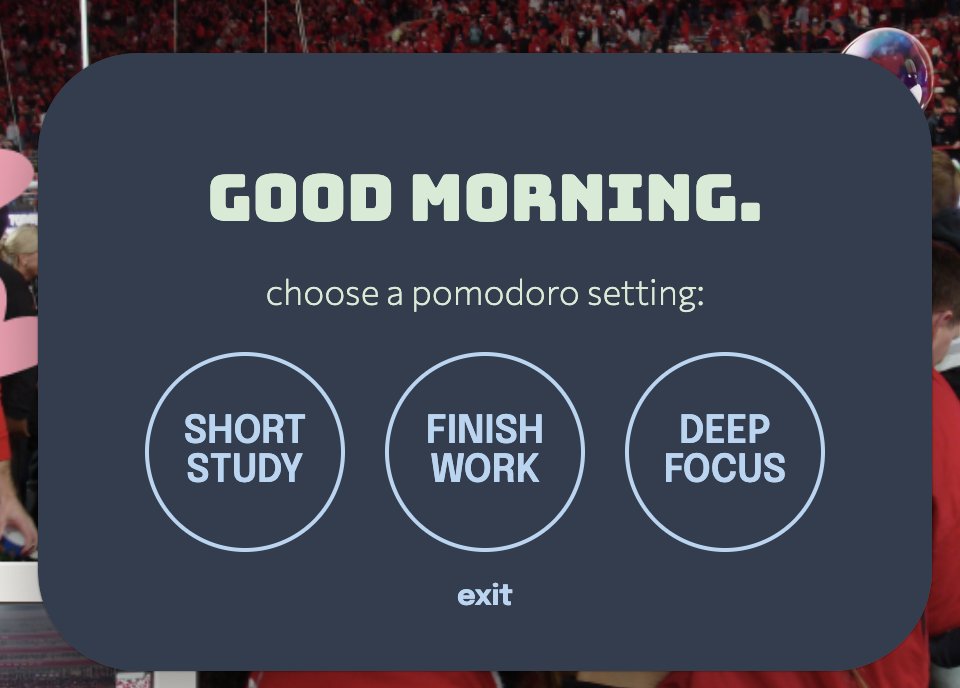 GOOD MORNING.
choose a pomodoro setting:
SHORT
STUDY
FINISH
WORK
DEEP
FOCUS
exit